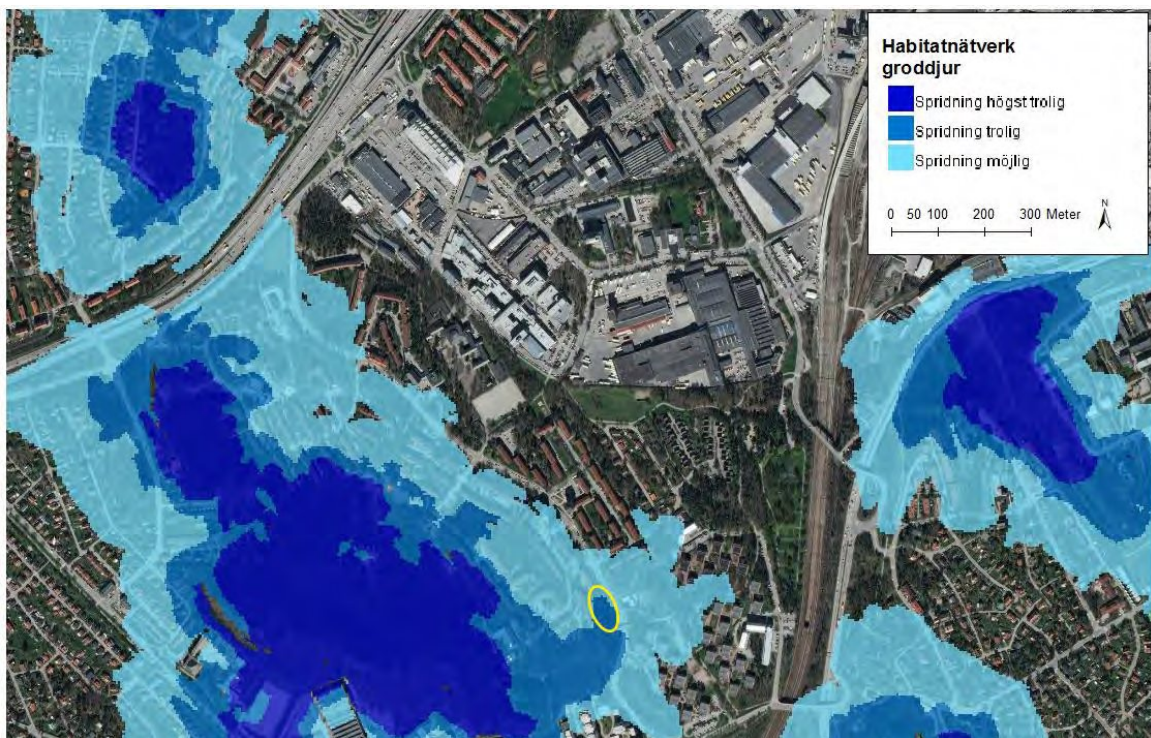 Habitatnätverk
groddjur
Spridning högst trolig
Spridning trolig
Spridning möjlig
0 50 100 200 300 Meter
N